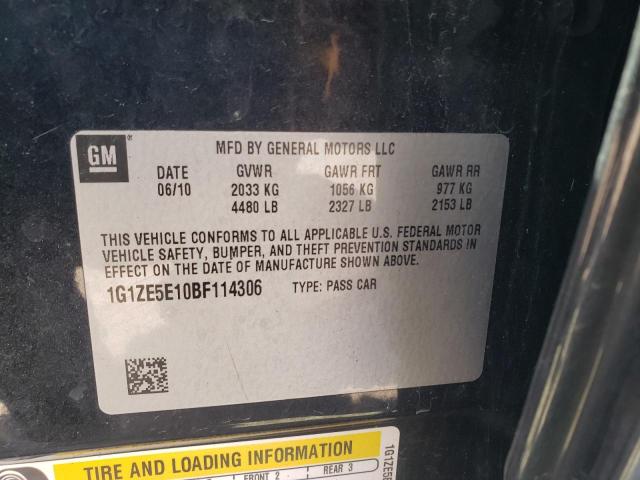 GM
MFD BY GENERAL MOTORS LLC
DATE GVWR GAWR FRT GAWR RR
06/10 2033 KG 1056 KG 977 KG
4480 LB 2327 LB 2153 LB
THIS VEHICLE CONFORMS TO ALL APPLICABLE U.S. FEDERAL MOTOR
VEHICLE SAFETY, BUMPER, AND THEFT PREVENTION STANDARDS IN
EFFECT ON THE DATE OF MANUFACTURE SHOWN ABOVE.
1G1ZE5E10BF114306 TYPE: PASS CAR
TIRE AND LOADING INFORMATION
FRONT 2 REAR 3